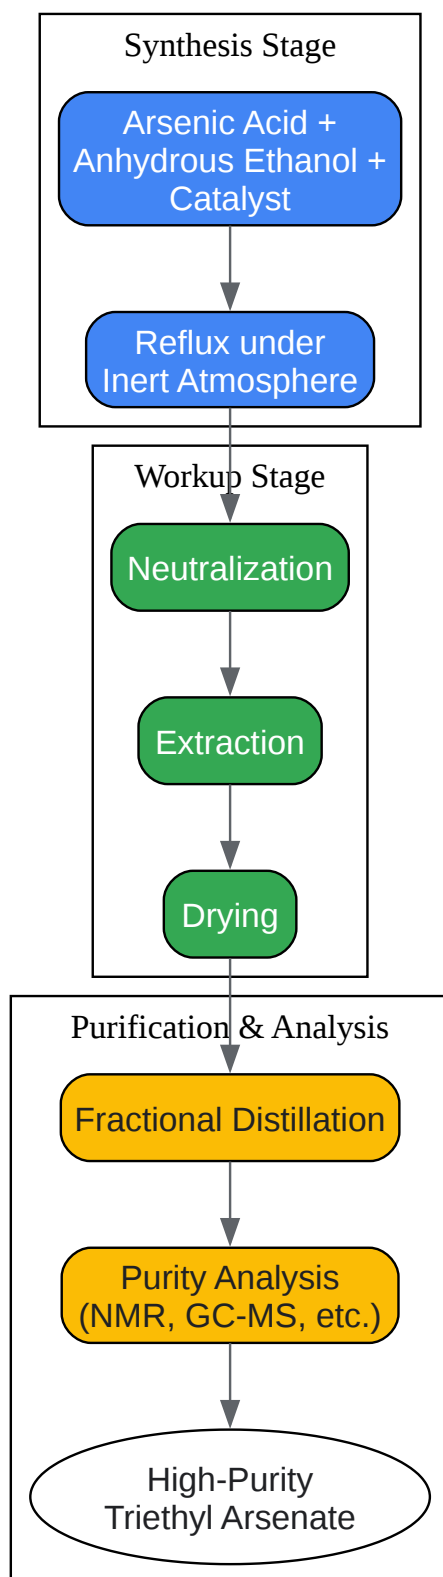 Synthesis Stage
Arsenic Acid +
Anhydrous Ethanol +
Catalyst
Reflux under
Inert Atmosphere
Workup Stage
Neutralization
Extraction
Drying
Purification & Analysis
Fractional Distillation
Purity Analysis
(NMR, GC-MS, etc.)
High-Purity
Triethyl Arsenate